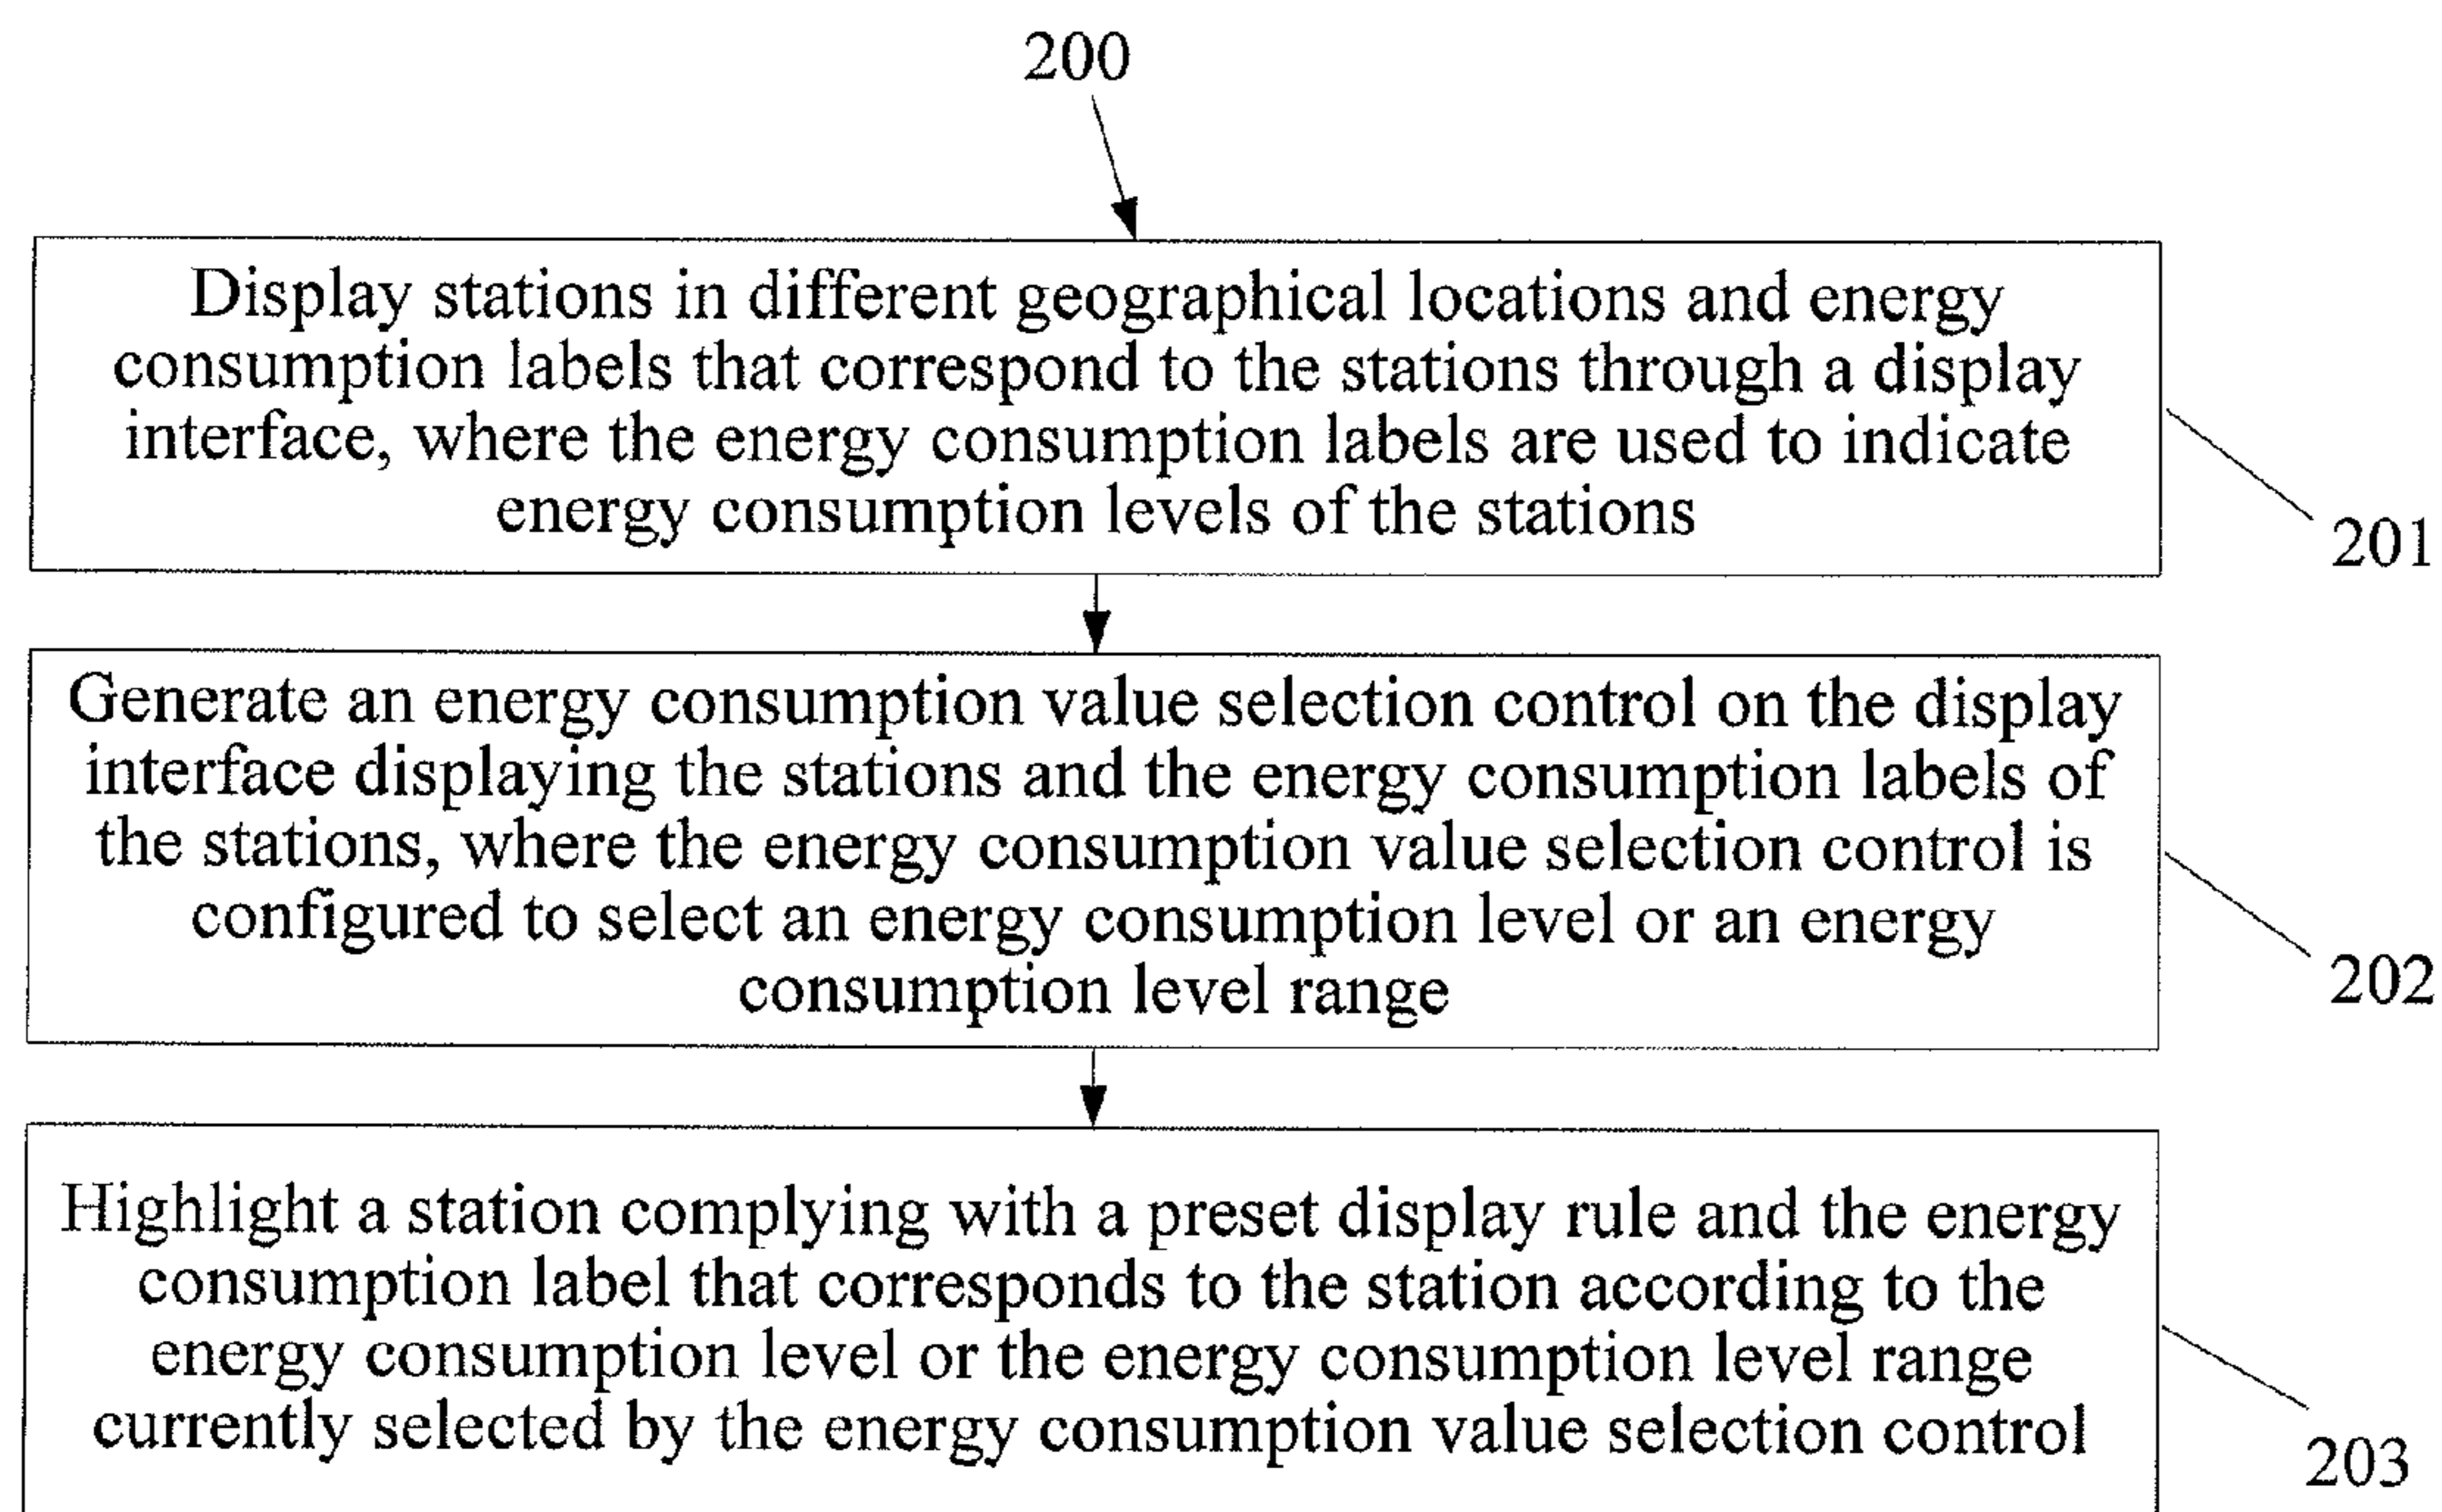 200
Display stations in different geographical locations and energy
consumption labels that correspond to the stations through a display
interface, where the energy consumption labels are used to indicate
energy consumption levels of the stations
201
Generate an energy consumption value selection control on the display
interface displaying the stations and the energy consumption labels of
the stations, where the energy consumption value selection control is
configured to select an energy consumption level or an energy
consumption level range
202
Highlight a station complying with a preset display rule and the energy
consumption label that corresponds to the station according to the
energy consumption level or the energy consumption level range
currently selected by the energy consumption value selection control
203